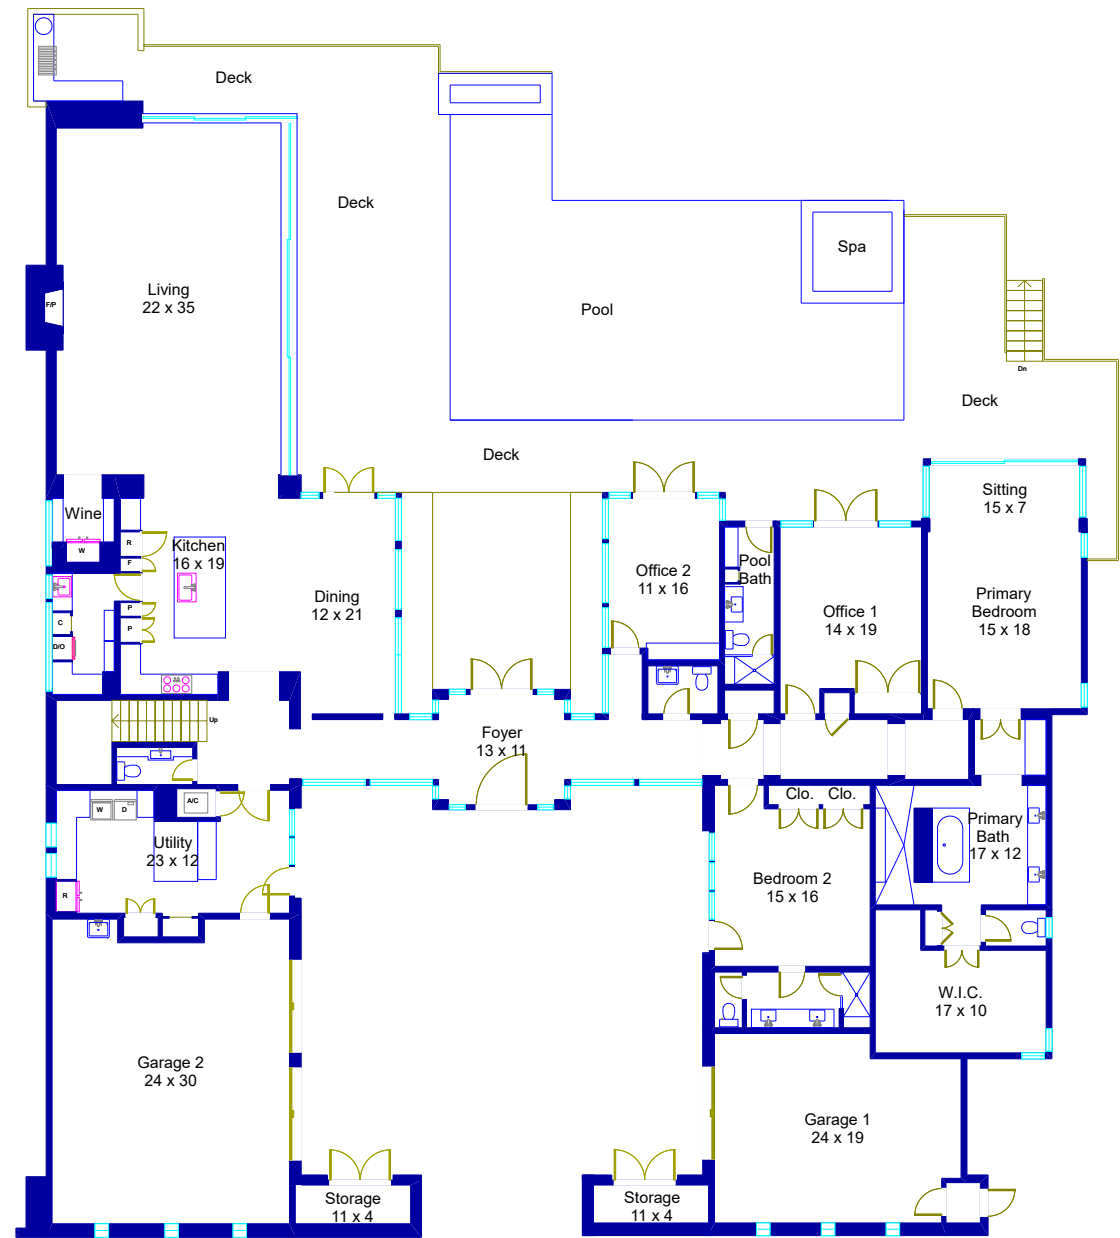 Deck
Deck
Spa
Living
22 x 35
F/P
Pool
Dn
Deck
Deck
Sitting
15 x 7
Wine
W
R
F
Kitchen
16 x 19
Pool
Bath
Office 2
11 x 16
Dining
12 x 21
Primary
Bedroom
15 x 18
Office 1
14 x 19
P
P
C
D/O
Up
Foyer
13 x 11
W
D
A/C
Clo.
Clo.
Utility
23 x 12
Primary
Bath
17 x 12
R
Bedroom 2
15 x 16
W.I.C.
17 x 10
Garage 2
24 x 30
Garage 1
24 x 19
Storage
11 x 4
Storage
11 x 4